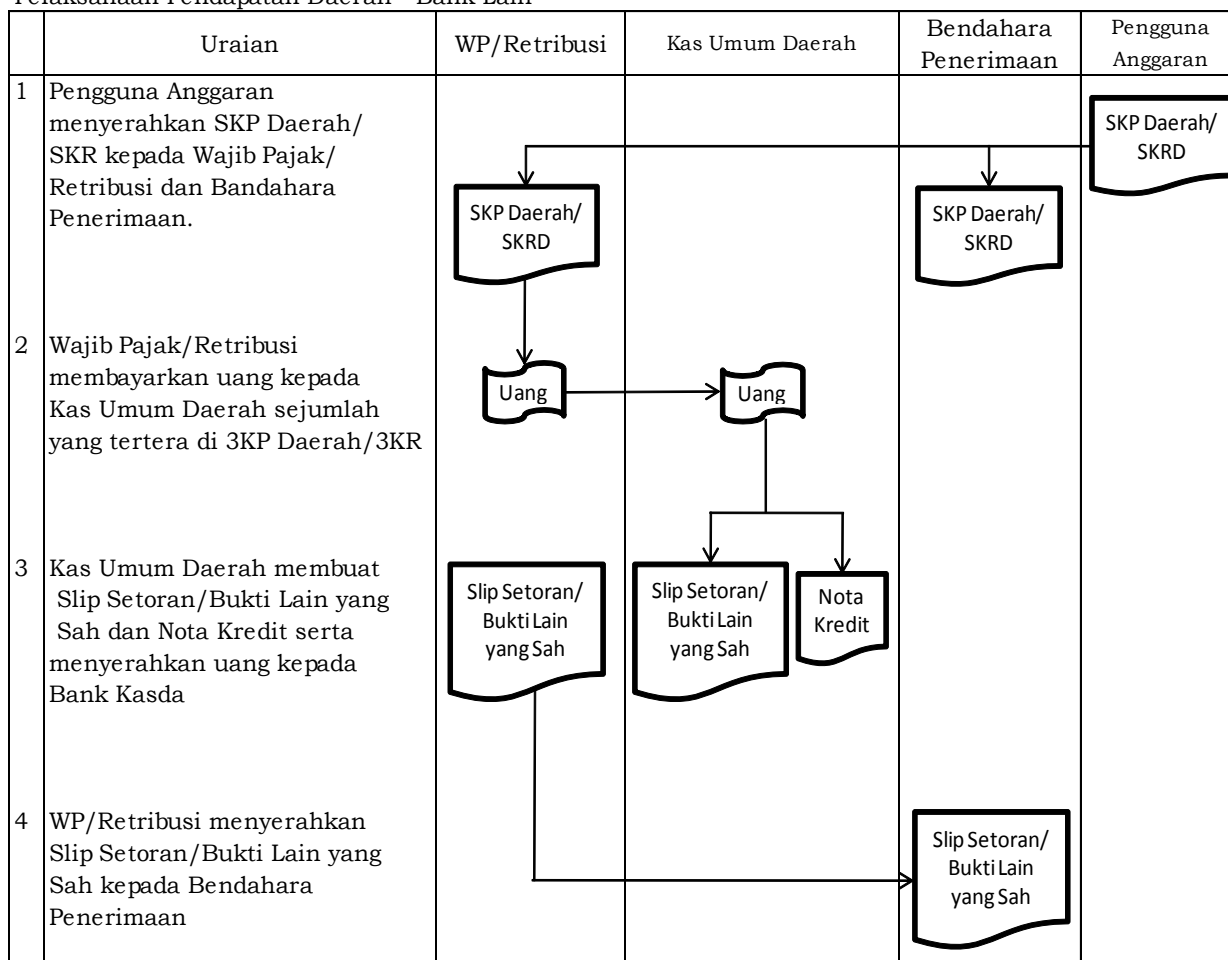 Pelaksanaan Pendapatan Daerah - Bank Lain
Uraian
WP/Retribusi
Kas Umum Daerah
Bendahara
Penerimaan
Pengguna
Anggaran
1
Pengguna Anggaran
menyerahkan SKP Daerah/
SKR kepada Wajib Pajak/
Retribusi dan Bandahara
Penerimaan.
SKP Daerah/
SKRD
SKP Daerah/
SKRD
SKP Daerah/
SKRD
2
Wajib Pajak/Retribusi
membayarkan uang kepada
Kas Umum Daerah sejumlah
yang tertera di 3KP Daerah/3KR
Uang
Uang
3
Kas Umum Daerah membuat
Slip Setoran/Bukti Lain yang
Sah dan Nota Kredit serta
menyerahkan uang kepada
Bank Kasda
Slip Setoran/
Bukti Lain
yang Sah
Slip Setoran/
Bukti Lain
yang Sah
Nota
Kredit
4
WP/Retribusi menyerahkan
Slip Setoran/Bukti Lain yang
Sah kepada Bendahara
Penerimaan
Slip Setoran/
Bukti Lain
yang Sah